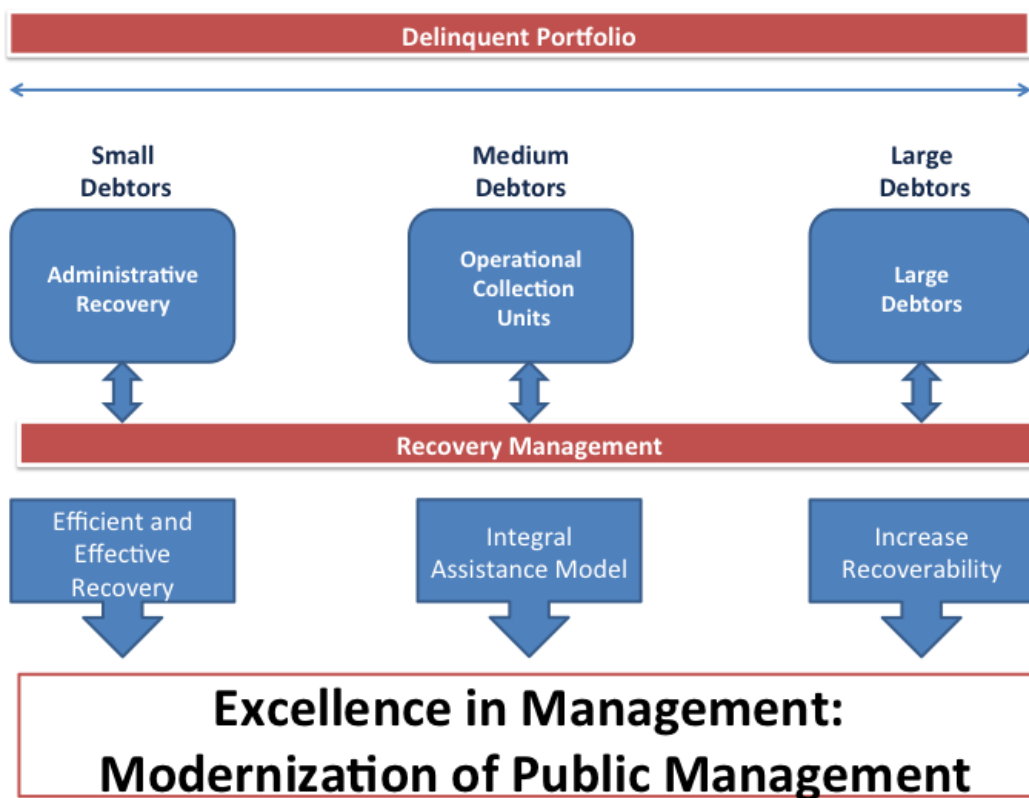 Delinquent Portfolio
Small
Debtors
Medium
Debtors
Large
Debtors
Administrative
Recovery
Operational
Collection
Units
Large
Debtors
Recovery Management
Efficient and
Effective
Recovery
Integral
Assistance Model
Increase
Recoverability
Excellence in Management:
Modernization of Public Management